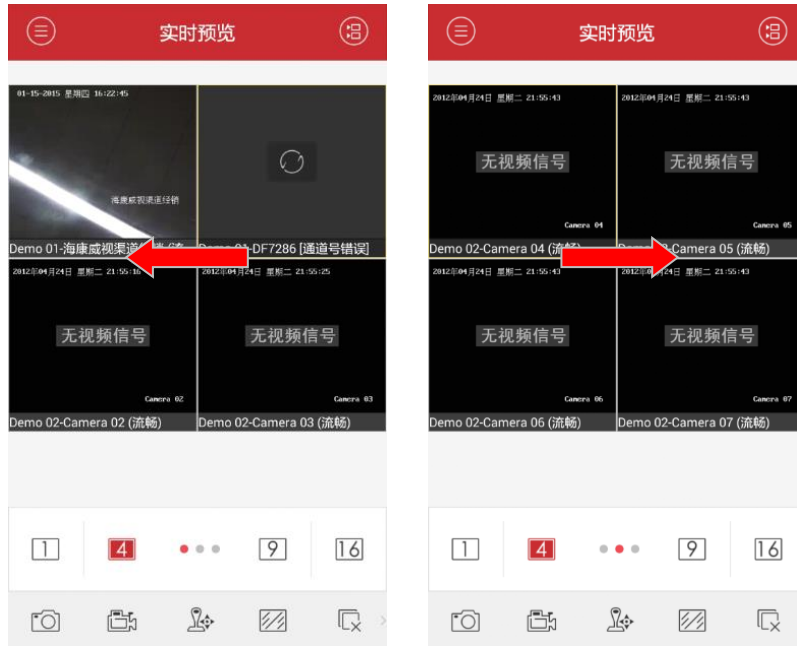 实时预览
01-15-2015 星期四 16:22:45
海康威视渠道经销
Demo 01-海康威视渠道
Demo 01-DF7286 [通道号错误]
2012年04月24日 星期二 21:55:16
2012年04月24日 星期二 21:55:25
无视频信号
无视频信号
Camera 02
Camera 03
Demo 02-Camera 02 (流畅)
Demo 02-Camera 03 (流畅)
1
4
9
16
实时预览
2012年04月24日 星期二 21:55:43
2012年04月24日 星期二 21:55:43
无视频信号
无视频信号
Camera 04
Camera 05
Demo 02-Camera 04 (流畅)
Camera 05 (流畅)
2012年04月24日 星期二 21:55:43
2012年04月24日 星期二 21:55:43
无视频信号
无视频信号
Camera 06
Camera 07
Demo 02-Camera 06 (流畅)
Demo 02-Camera 07 (流畅)
1
4
9
16